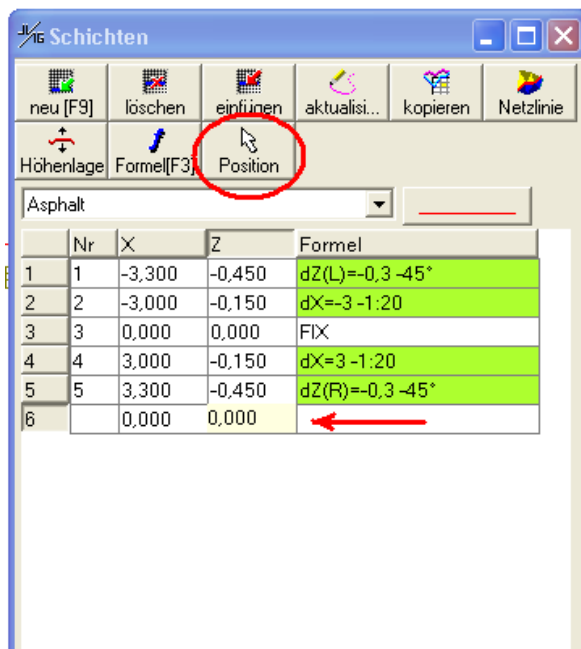 Schichten
neu [F9] löschen einfügen aktualisi... kopieren Netzlinie
Höhenlage Formel[F3] Position
Asphalt
Nr X Z Formel
1 1 -3,300 -0,450 dZ(L)=-0,3 -45°
2 2 -3,000 -0,150 dX=-3 -1:20
3 3 0,000 0,000 FIX
4 4 3,000 -0,150 dX=3 -1:20
5 5 3,300 -0,450 dZ(R)=-0,3 -45°
6 0,000 0,000